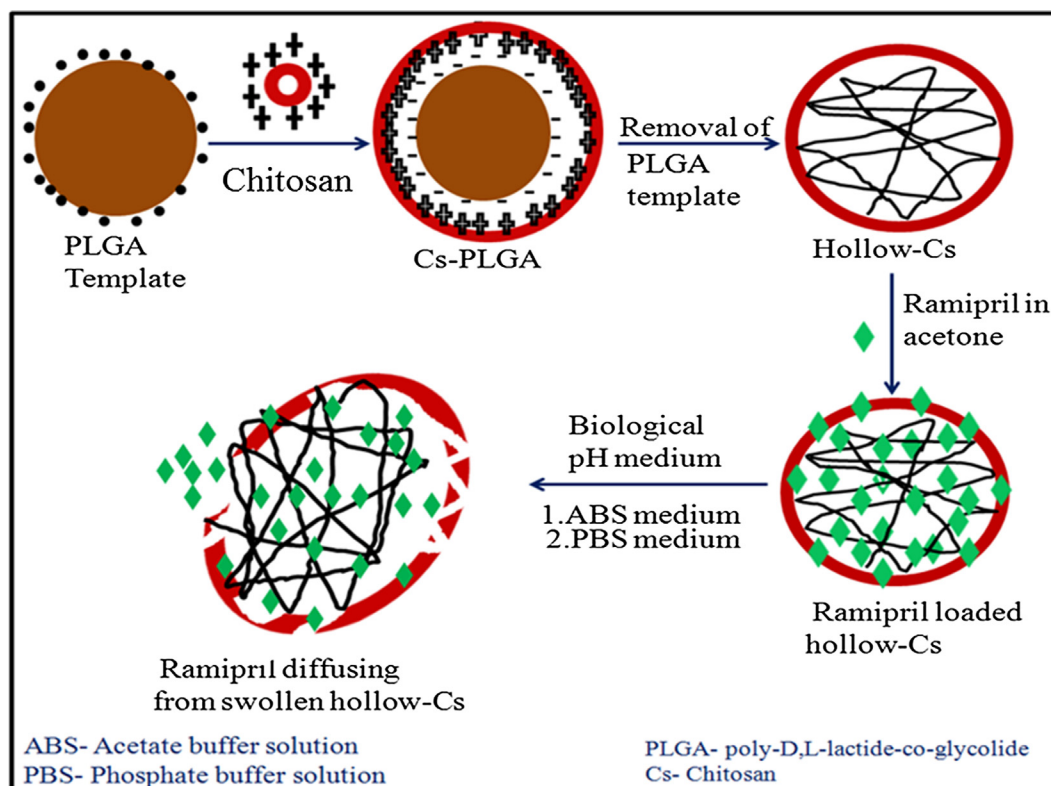 PLGA
Template
Chitosan
Cs-PLGA
Removal of
PLGA
template
Hollow-Cs
Ramipril in
acetone
Ramipril loaded
hollow-Cs
Biological
pH medium
1.ABS medium
2.PBS medium
Ramipril diffusing
from swollen hollow-Cs
ABS- Acetate buffer solution
PBS- Phosphate buffer solution
PLGA- poly-D,L-lactide-co-glycolide
Cs- Chitosan